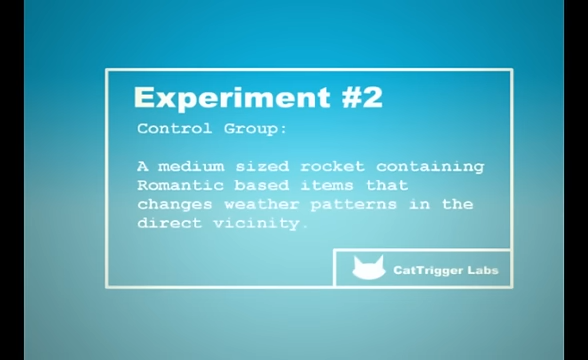 Experiment #2
Control Group:
A medium sized rocket containing
Romantic based items that
changes weather patterns in the
direct vicinity.
CatTrigger Labs